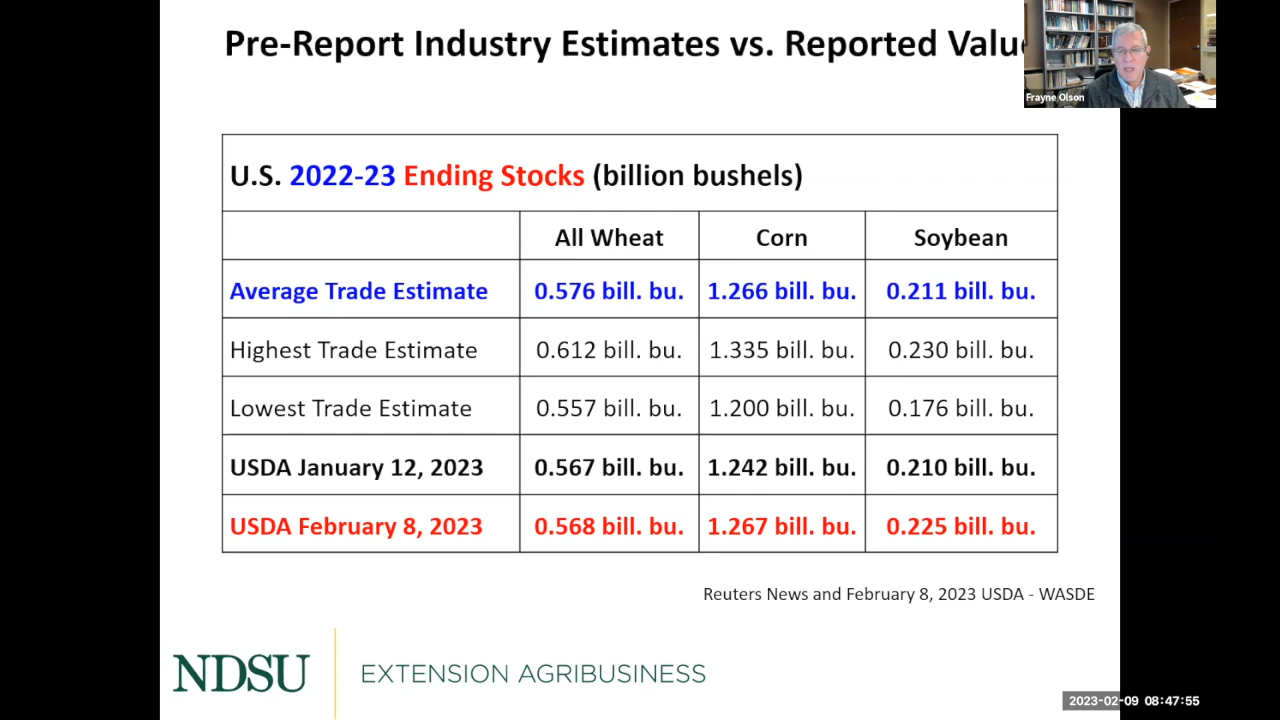 Pre-Report Industry Estimates vs. Reported Valu
Frayne Olson
U.S. 2022-23 Ending Stocks (billion bushels)
All Wheat Corn Soybean
Average Trade Estimate 0.576 bill. bu. 1.266 bill. bu. 0.211 bill. bu.
Highest Trade Estimate 0.612 bill. bu. 1.335 bill. bu. 0.230 bill. bu.
Lowest Trade Estimate 0.557 bill. bu. 1.200 bill. bu. 0.176 bill. bu.
USDA January 12, 2023 0.567 bill. bu. 1.242 bill. bu. 0.210 bill. bu.
USDA February 8, 2023 0.568 bill. bu. 1.267 bill. bu. 0.225 bill. bu.
Reuters News and February 8, 2023 USDA - WASDE
NDSU EXTENSION AGRIBUSINESS
2023-02-09 08:47:55